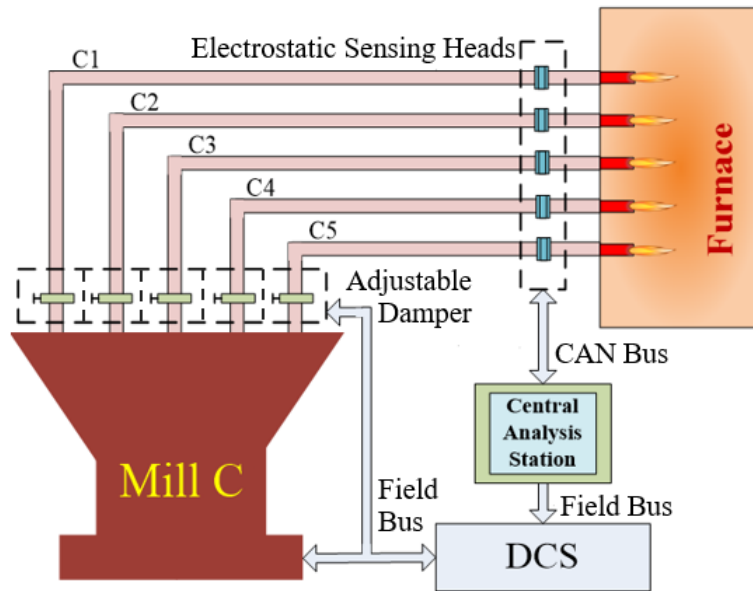 Electrostatic Sensing Heads
C1
C2
C3
C4
C5
Furnace
Adjustable
Damper
CAN Bus
Central
Analysis
Station
Mill C
Field
Bus
Field Bus
DCS